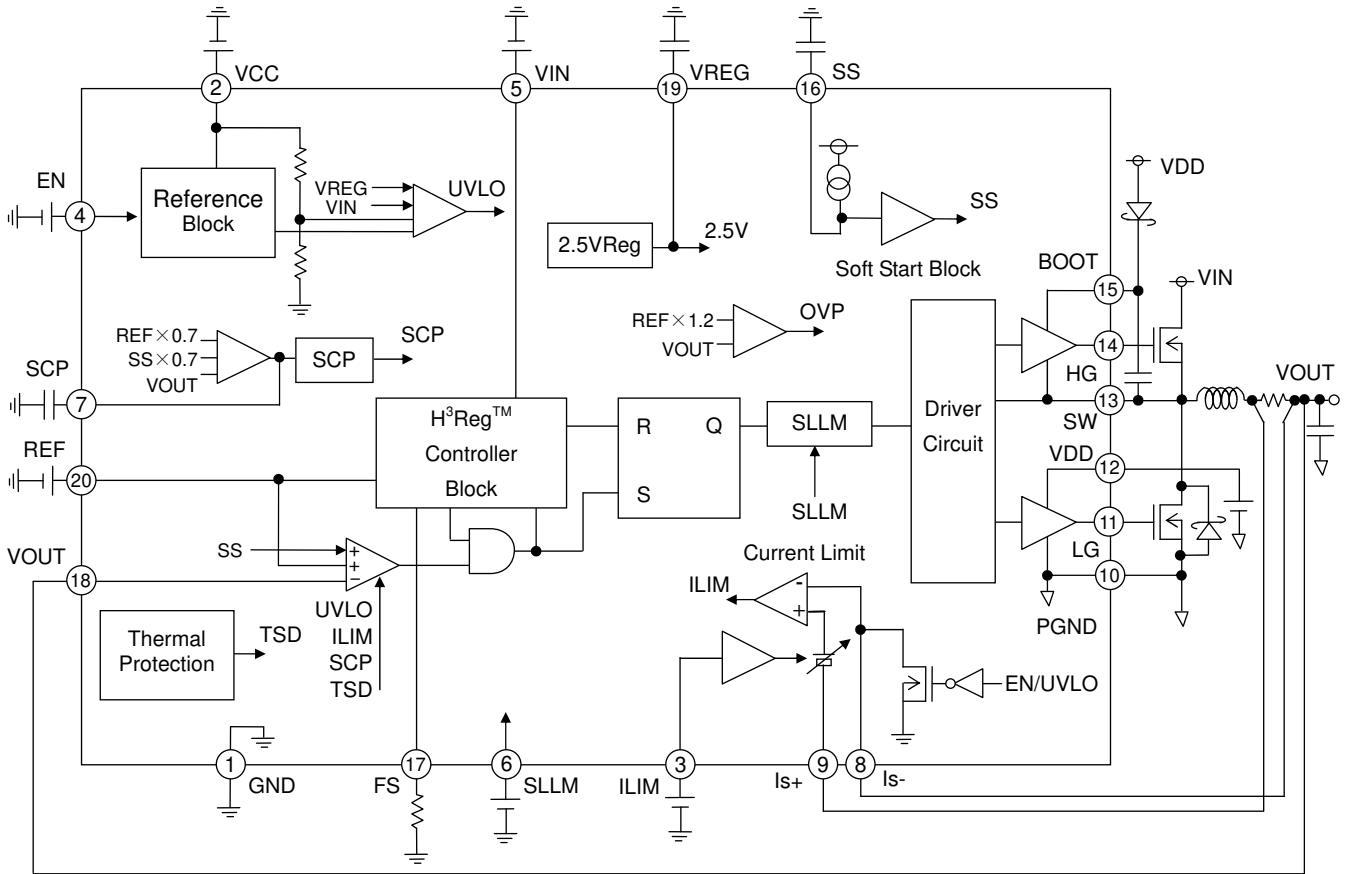 VCC
2
VIN
5
VREG
19
SS
16
EN
4
Reference
Block
VREG
VIN
UVLO
2.5VReg
2.5V
SS
Soft Start Block
VDD
BOOT
15
VIN
REF×0.7
SS×0.7
VOUT
SCP
SCP
REF×1.2
VOUT
OVP
14
HG
SCP
7
13
SW
VOUT
H³Reg™
Controller
Block
R
Q
S
SLLM
SLLM
Driver
Circuit
REF
20
VDD
12
11
LG
VOUT
18
SS
+
+
−
UVLO
ILIM
SCP
TSD
Current Limit
ILIM
-
+
10
PGND
Thermal
Protection
TSD
EN/UVLO
1
GND
17
FS
6
SLLM
3
ILIM
9
Is+
8
Is-